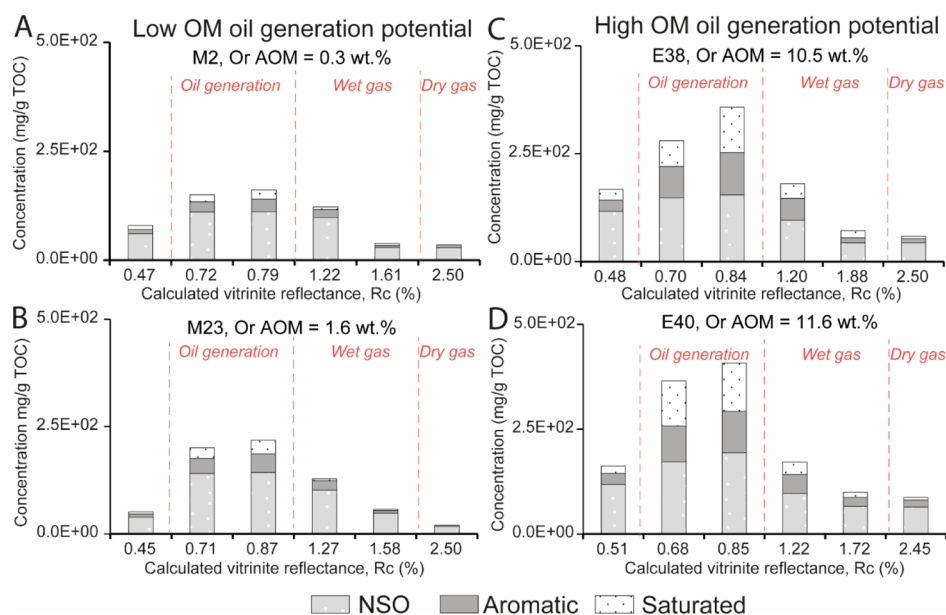 A
Low OM oil generation potential
M2, Or AOM = 0.3 wt.%
Oil generation
Wet gas
Dry gas
Concentration (mg/g TOC)
5.0E+02
2.5E+02
0.0E+00
0.47 0.72 0.79 1.22 1.61 2.50
Calculated vitrinite reflectance, Rc (%)
B
M23, Or AOM = 1.6 wt.%
Oil generation
Wet gas
Dry gas
Concentration mg/g TOC)
5.0E+02
2.5E+02
0.0E+00
0.45 0.71 0.87 1.27 1.58 2.50
Calculated vitrinite reflectance, Rc (%)
C
High OM oil generation potential
E38, Or AOM = 10.5 wt.%
Oil generation
Wet gas
Dry gas
Concentration (mg/g TOC)
5.0E+02
2.5E+02
0.0E+00
0.48 0.70 0.84 1.20 1.88 2.50
Calculated vitrinite reflectance, Rc (%)
D
E40, Or AOM = 11.6 wt.%
Oil generation
Wet gas
Dry gas
Concentration (mg/g TOC)
5.0E+02
2.5E+02
0.0E+00
0.51 0.68 0.85 1.22 1.72 2.45
Calculated vitrinite reflectance, Rc (%)
NSO Aromatic Saturated